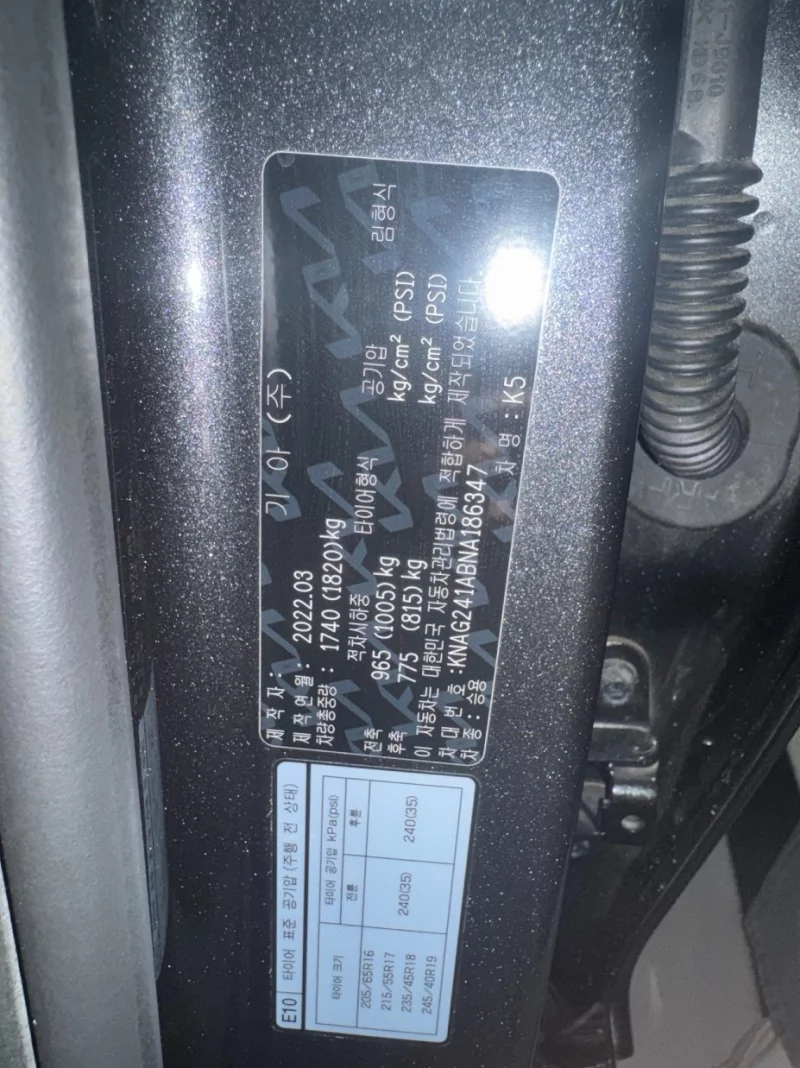 제 작 자 : 기 아 (주)
제 작 연 월 : 2022.03
차량총중량 : 1740 (1820)kg
적차시하중 타이어형식 공기압 림형식
전축 965 (1005)kg kg/cm² (PSI)
후축 775 (815)kg kg/cm² (PSI)
이 자동차는 대한민국 자동차관리법령에 적합하게 제작되었습니다.
차 대 번 호 : KNAG241ABNA186347
차 종 : 승용 차 명 : K5
E10 타이어 표준 공기압 (주행 전 상태)
타이어 크기 타이어 공기압 kPa(psi)
전륜 후륜
205/65R16
215/55R17
240(35) 240(35)
235/45R18
245/40R19